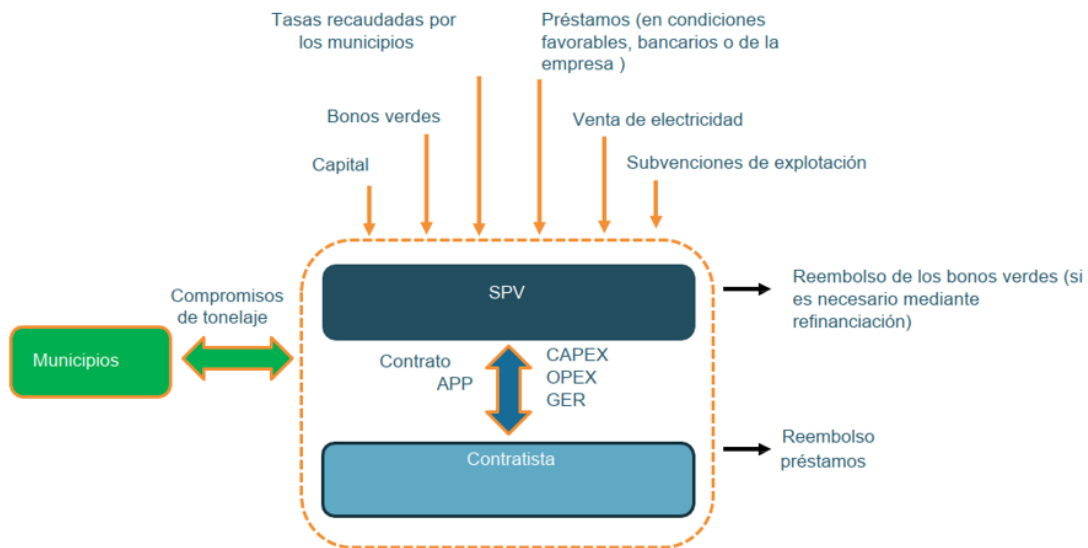 Tasas recaudadas por
los municipios
Préstamos (en condiciones
favorables, bancarios o de la
empresa )
Bonos verdes
Venta de electricidad
Capital
Subvenciones de explotación
SPV
Reembolso de los bonos verdes (si
es necesario mediante
refinanciación)
Compromisos
de tonelaje
Municipios
Contrato
APP
CAPEX
OPEX
GER
Contratista
Reembolso
préstamos